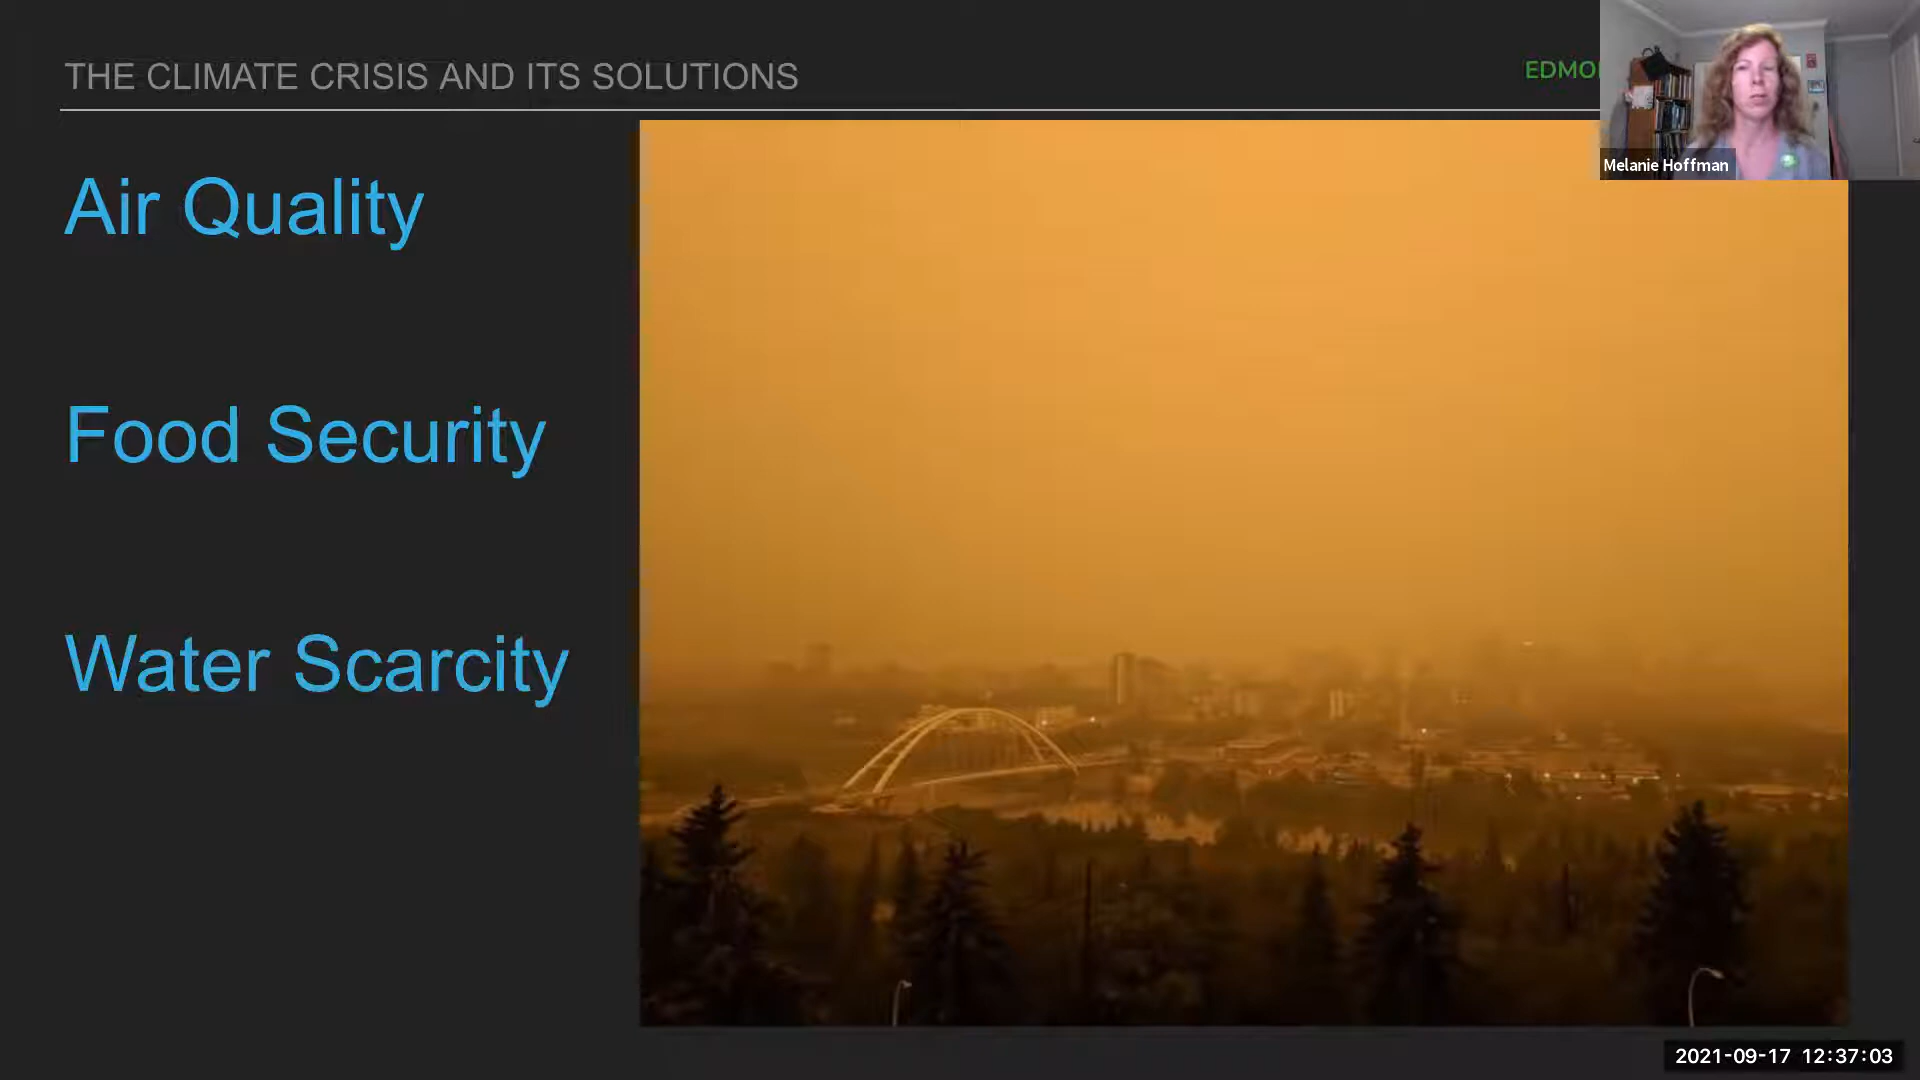 THE CLIMATE CRISIS AND ITS SOLUTIONS
Melanie Hoffman
Air Quality
Food Security
Water Scarcity
2021-09-17 12:37:03